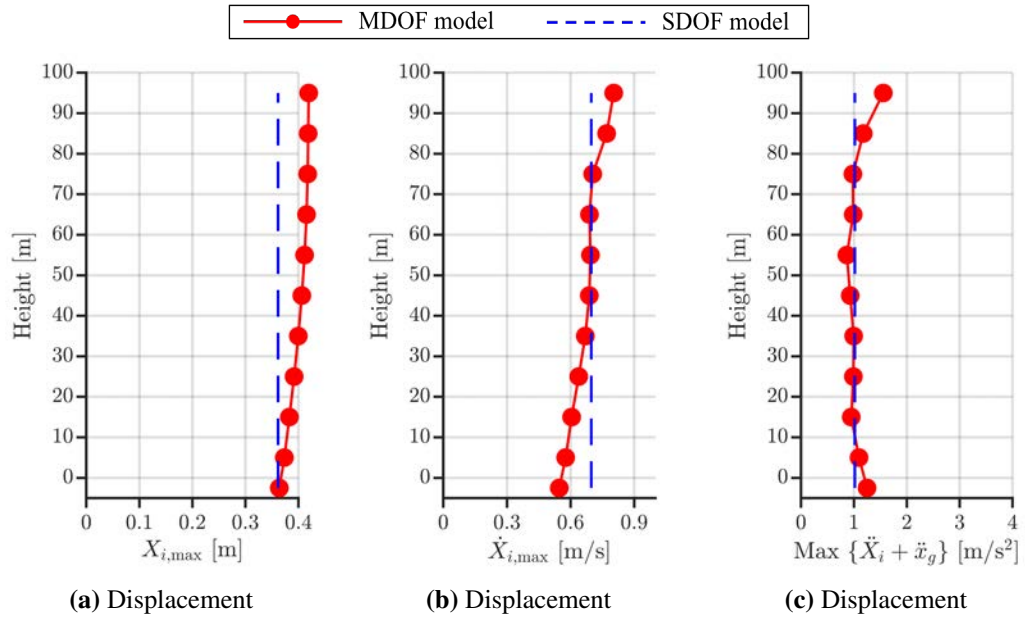 MDOF model SDOF model
100
90
80
70
60
50
40
30
20
10
0
Height [m]
0 0.1 0.2 0.3 0.4
X_{i,max} [m]
(a) Displacement
100
90
80
70
60
50
40
30
20
10
0
Height [m]
0 0.3 0.6 0.9
Ẋ_{i,max} [m/s]
(b) Displacement
100
90
80
70
60
50
40
30
20
10
0
Height [m]
0 1 2 3 4
Max {Ẍ_i + ẍ_g} [m/s²]
(c) Displacement